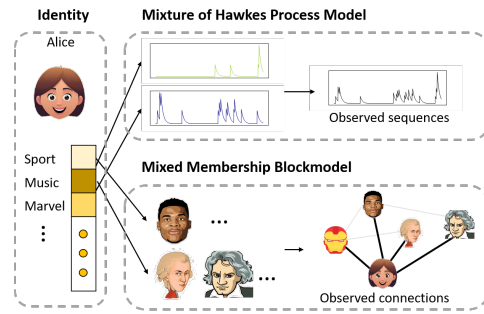 Identity
Alice
Sport
Music
Marvel
Mixture of Hawkes Process Model
Observed sequences
Mixed Membership Blockmodel
Observed connections